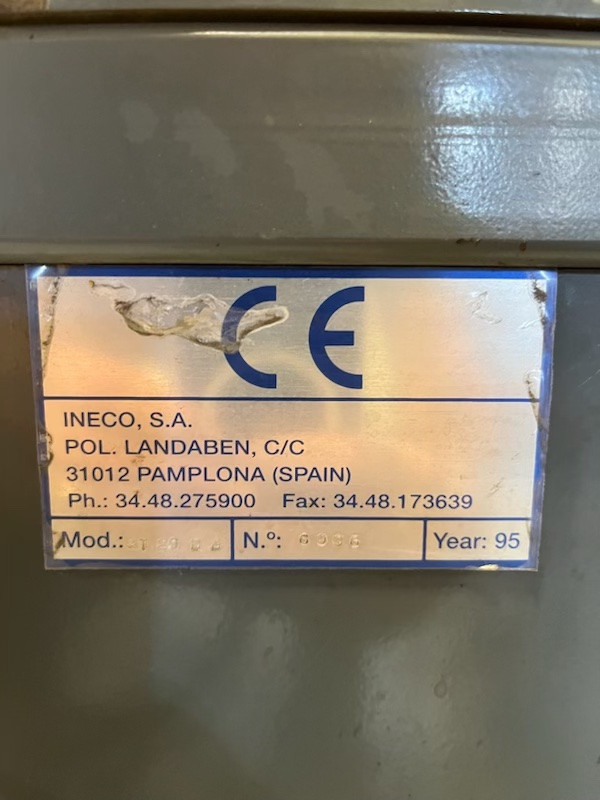 CE
INECO, S.A.
POL. LANDABEN, C/C
31012 PAMPLONA (SPAIN)
Ph.: 34.48.275900 Fax: 34.48.173639
Mod.: N.º: Year: 95